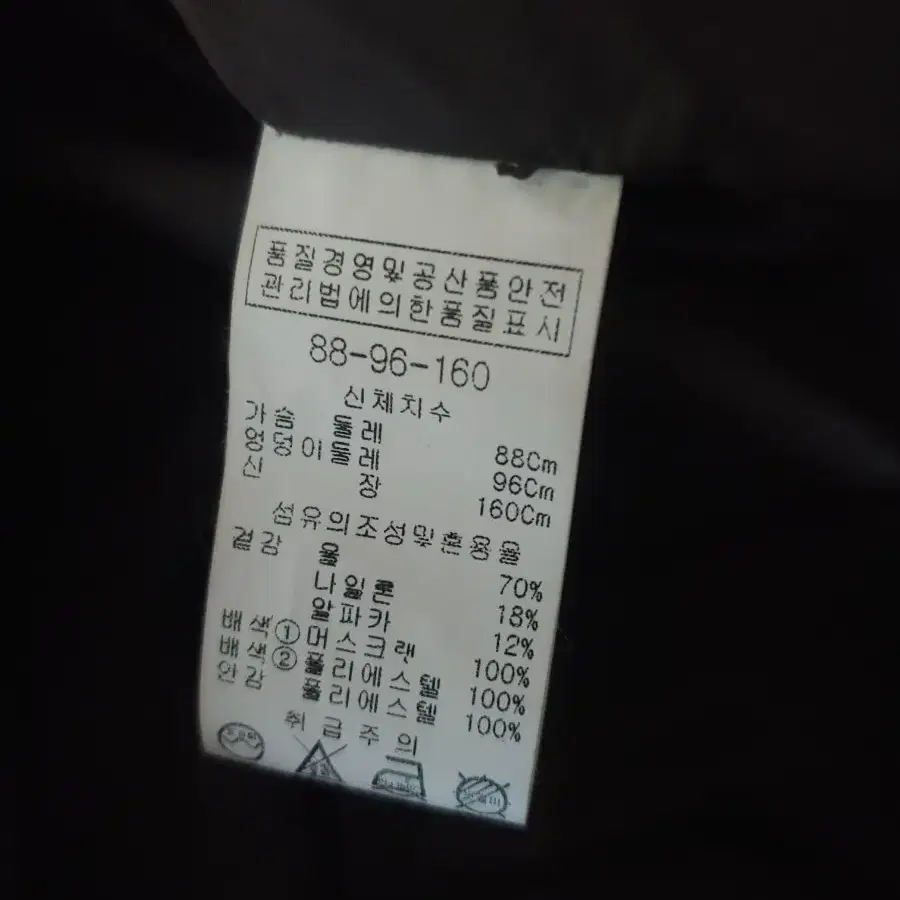 품질경영및공산품안전
관리법에의한품질표시
88-96-160
신체치수
가슴둘레 88Cm
엉덩이둘레 96Cm
신장 160Cm
섬유의조성및혼용율
겉감 울 70%
나일론 18%
알파카 12%
배색① 머스크랫 100%
배색② 폴리에스텔 100%
안감 폴리에스텔 100%
취급주의